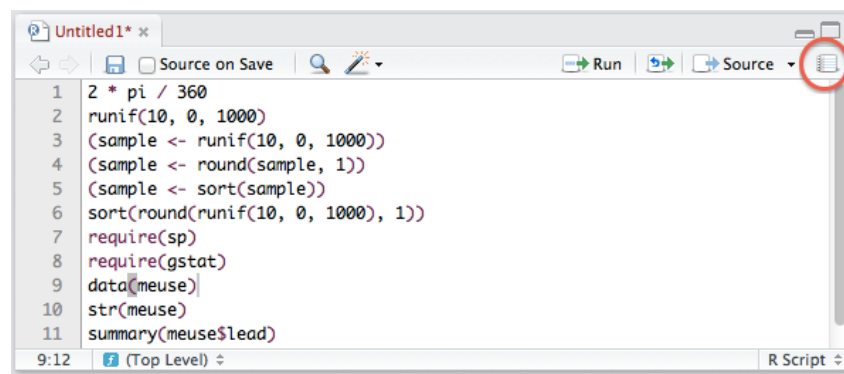 Untitled1* ×
Source on Save Run Source
1 2 * pi / 360
2 runif(10, 0, 1000)
3 (sample <- runif(10, 0, 1000))
4 (sample <- round(sample, 1))
5 (sample <- sort(sample))
6 sort(round(runif(10, 0, 1000), 1))
7 require(sp)
8 require(gstat)
9 data(meuse)
10 str(meuse)
11 summary(meuse$lead)
9:12 f (Top Level) R Script